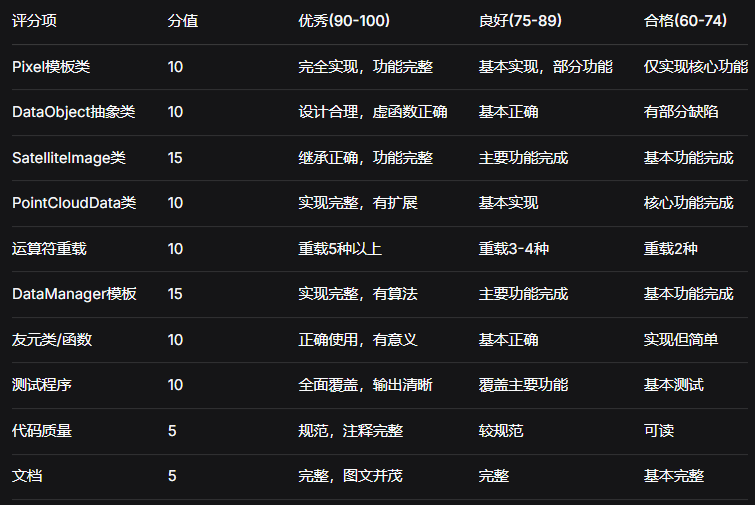 评分项 分值 优秀(90-100) 良好(75-89) 合格(60-74)
Pixel模板类 10 完全实现，功能完整 基本实现，部分功能 仅实现核心功能
DataObject抽象类 10 设计合理，虚函数正确 基本正确 有部分缺陷
SatelliteImage类 15 继承正确，功能完整 主要功能完成 基本功能完成
PointCloudData类 10 实现完整，有扩展 基本实现 核心功能完成
运算符重载 10 重载5种以上 重载3-4种 重载2种
DataManager模板 15 实现完整，有算法 主要功能完成 基本功能完成
友元类/函数 10 正确使用，有意义 基本正确 实现但简单
测试程序 10 全面覆盖，输出清晰 覆盖主要功能 基本测试
代码质量 5 规范，注释完整 较规范 可读
文档 5 完整，图文并茂 完整 基本完整